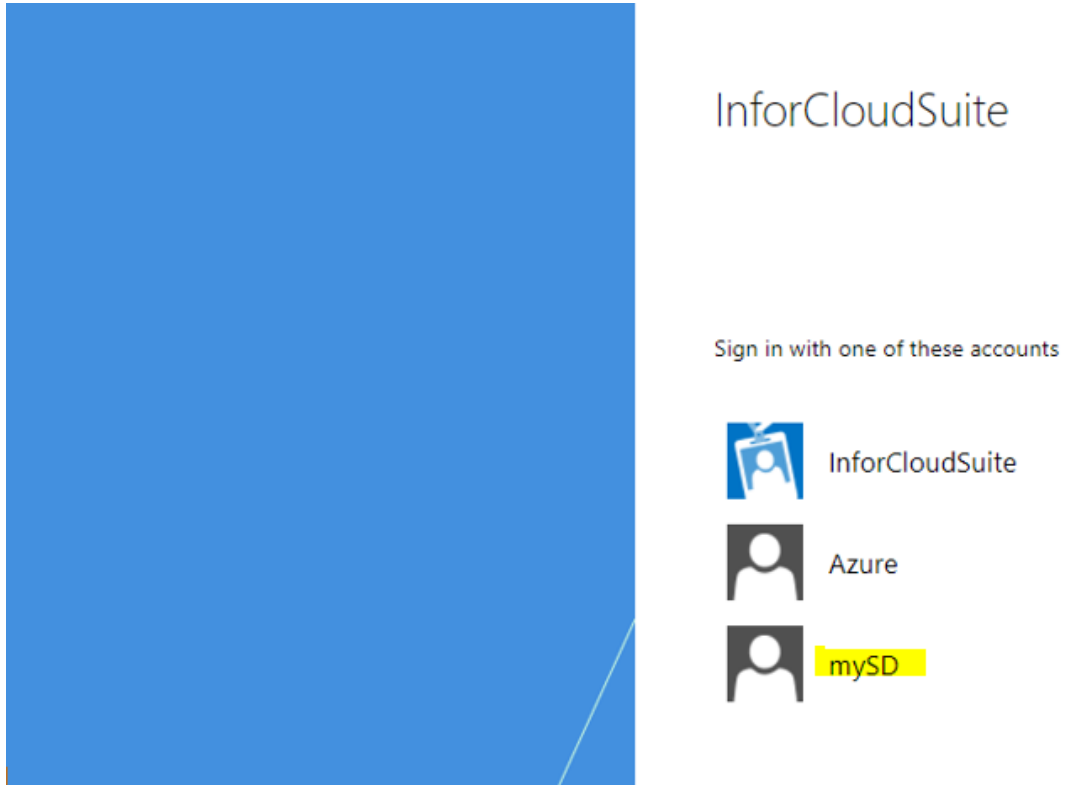 InforCloudSuite
Sign in with one of these accounts
InforCloudSuite
Azure
mySD